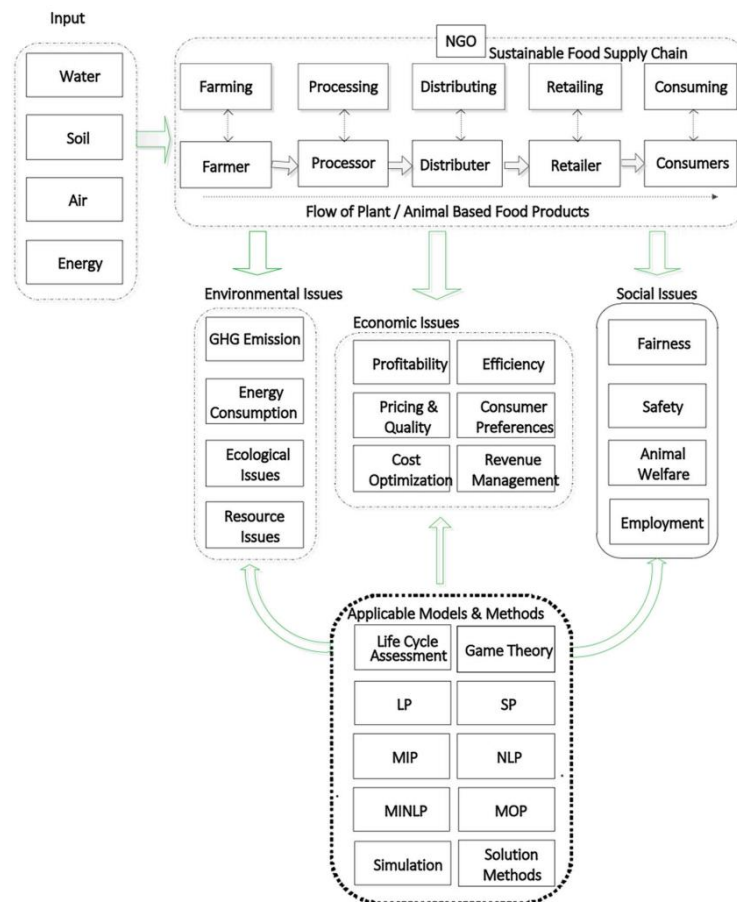 Input
Water
Soil
Air
Energy
NGO
Sustainable Food Supply Chain
Farming
Processing
Distributing
Retailing
Consuming
Farmer
Processor
Distributer
Retailer
Consumers
Flow of Plant / Animal Based Food Products
Environmental Issues
GHG Emission
Energy
Consumption
Ecological
Issues
Resource
Issues
Economic Issues
Profitability
Efficiency
Pricing &
Quality
Consumer
Preferences
Cost
Optimization
Revenue
Management
Social Issues
Fairness
Safety
Animal
Welfare
Employment
Applicable Models & Methods
Life Cycle
Assessment
Game Theory
LP
SP
MIP
NLP
MINLP
MOP
Simulation
Solution
Methods